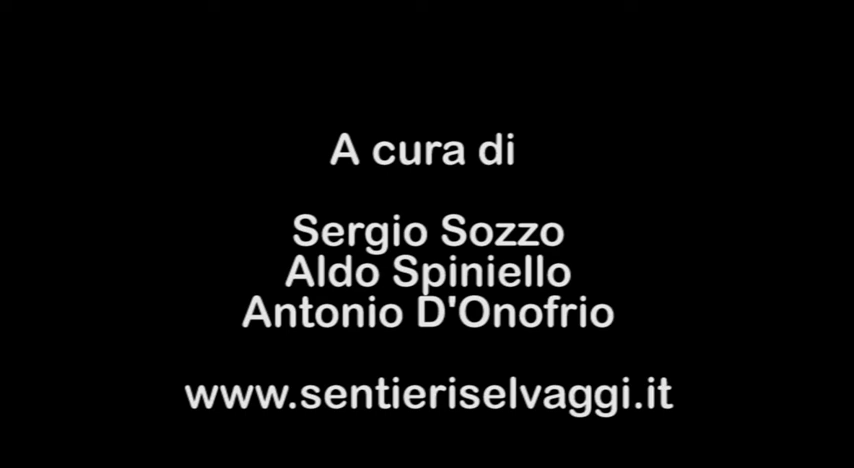 A cura di
Sergio Sozzo
Aldo Spiniello
Antonio D'Onofrio
www.sentieriselvaggi.it